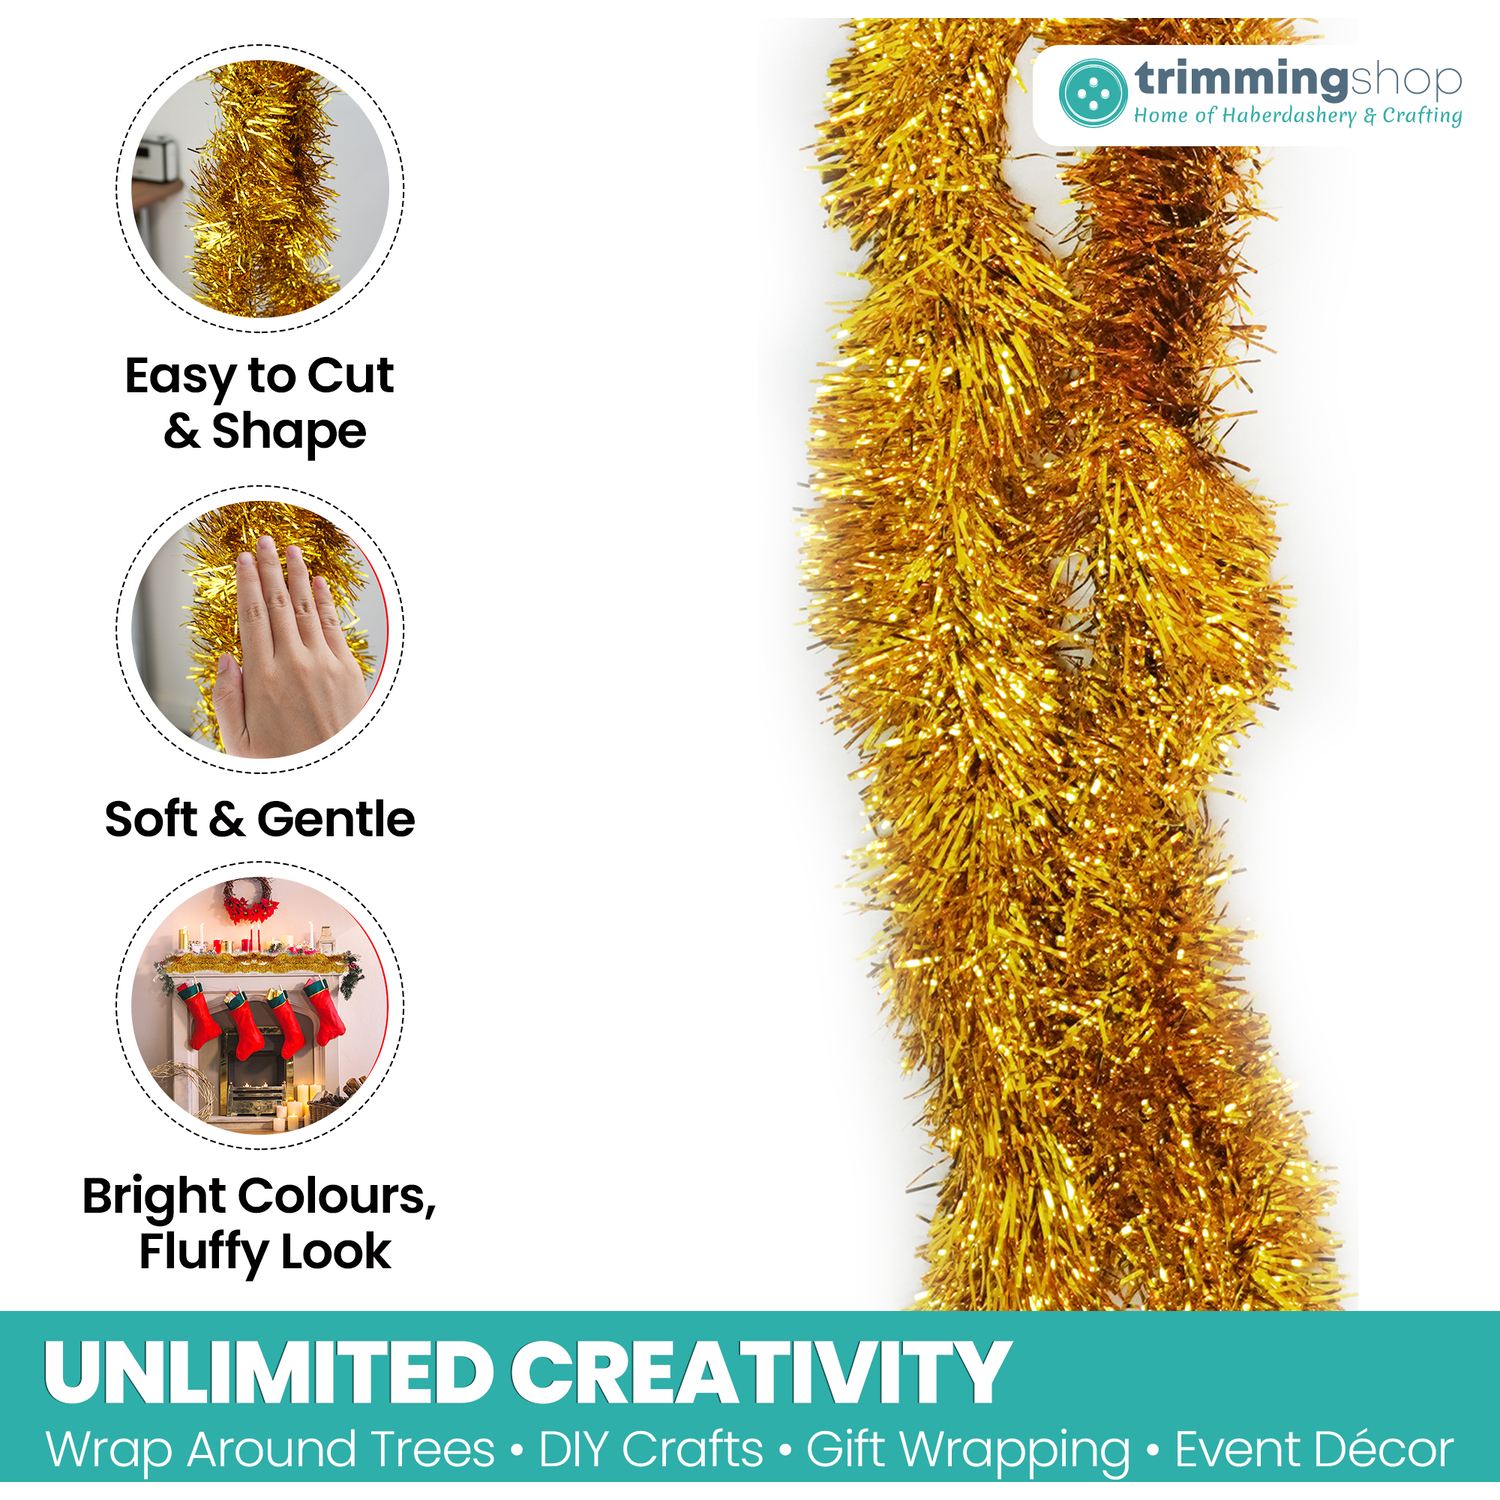 trimmingshop
Home of Haberdashery & Crafting
Easy to Cut
& Shape
Soft & Gentle
Bright Colours,
Fluffy Look
UNLIMITED CREATIVITY
Wrap Around Trees • DIY Crafts • Gift Wrapping • Event Décor